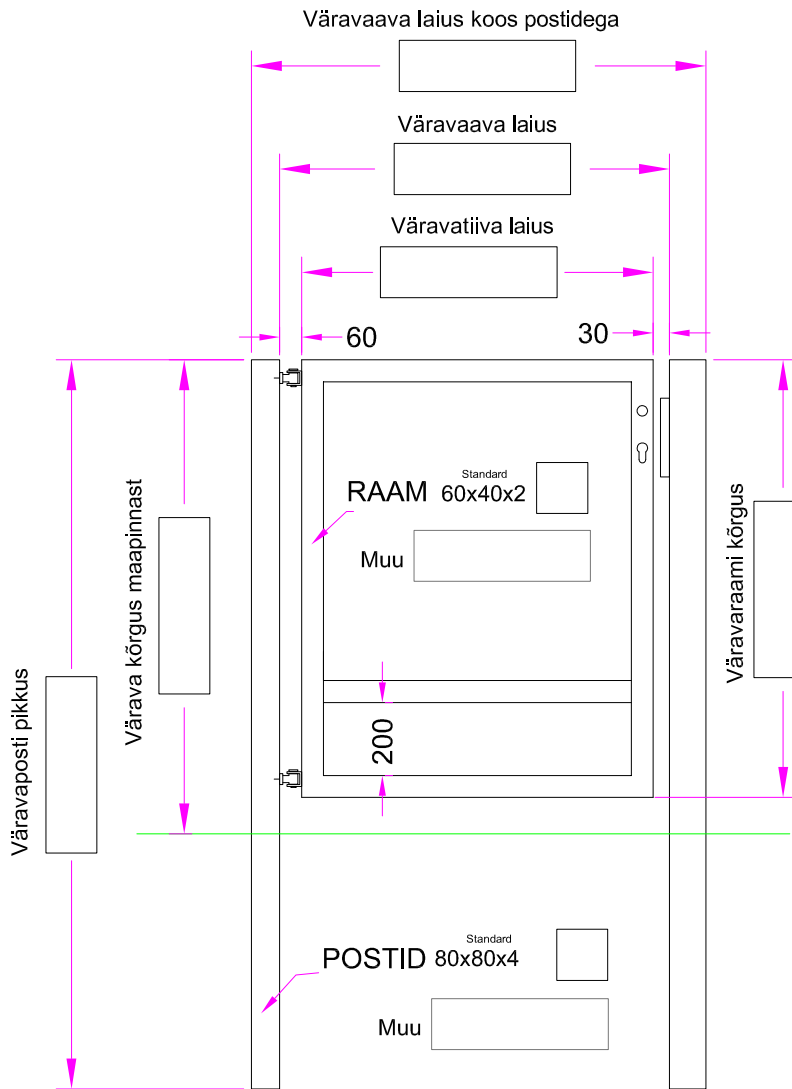 Väravaava laius koos postidega
Väravaava laius
Väravatiiva laius
60
30
Standard
RAAM 60x40x2
Muu
Värava kõrgus maapinnast
Väravaraami kõrgus
Väravaposti pikkus
200
Standard
POSTID 80x80x4
Muu